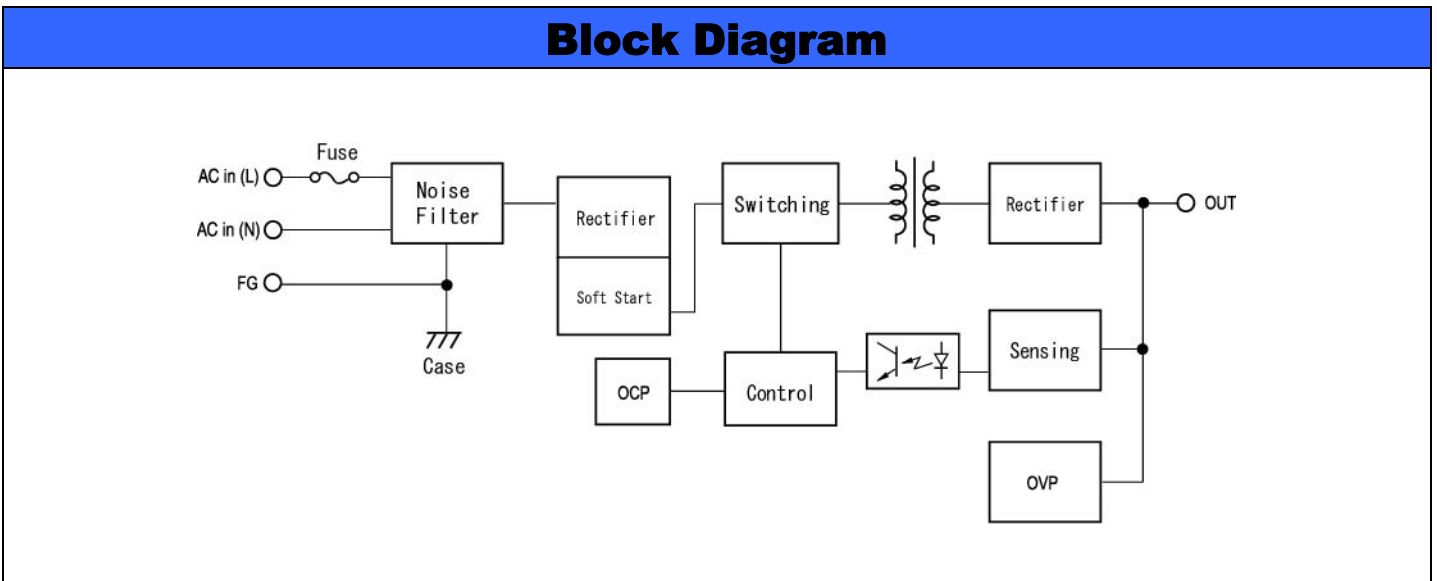 Block Diagram
Fuse
AC in (L)
Noise
Filter
AC in (N)
FG
Case
Rectifier
Soft Start
Switching
Rectifier
OUT
OCP
Control
Sensing
OVP